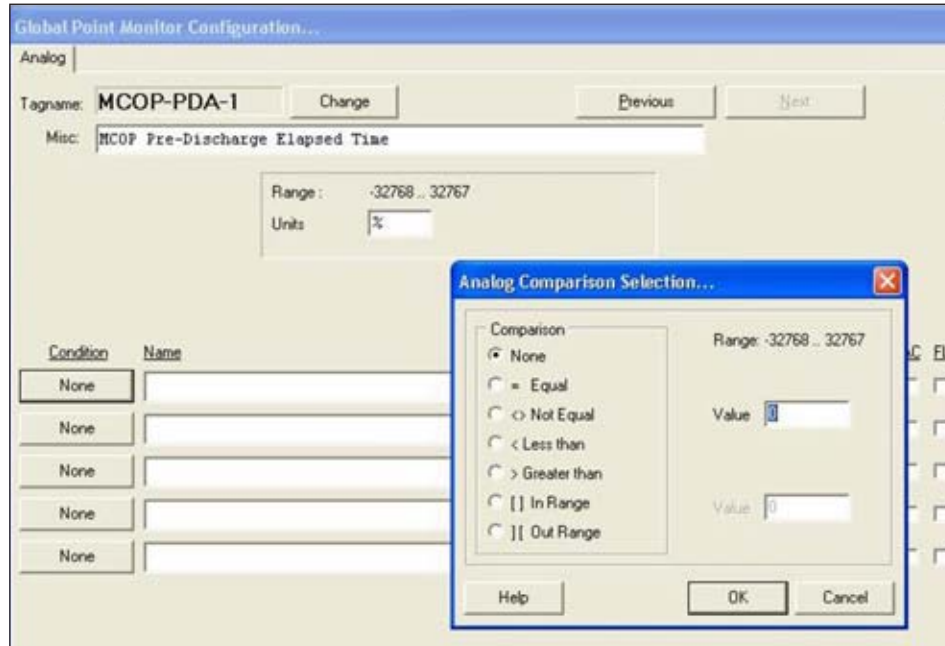 Global Point Monitor Configuration...
Analog
Tagname: MCOP-PDA-1 Change Previous Next
Misc: MCOP Pre-Discharge Elapsed Time
Range : -32768 .. 32767
Units %
Analog Comparison Selection...
Comparison
None
= Equal
<> Not Equal
< Less than
> Greater than
[ ] In Range
] [ Out Range
Range: -32768 .. 32767
Value 0
Value 0
Help OK Cancel
Condition Name
None
None
None
None
None